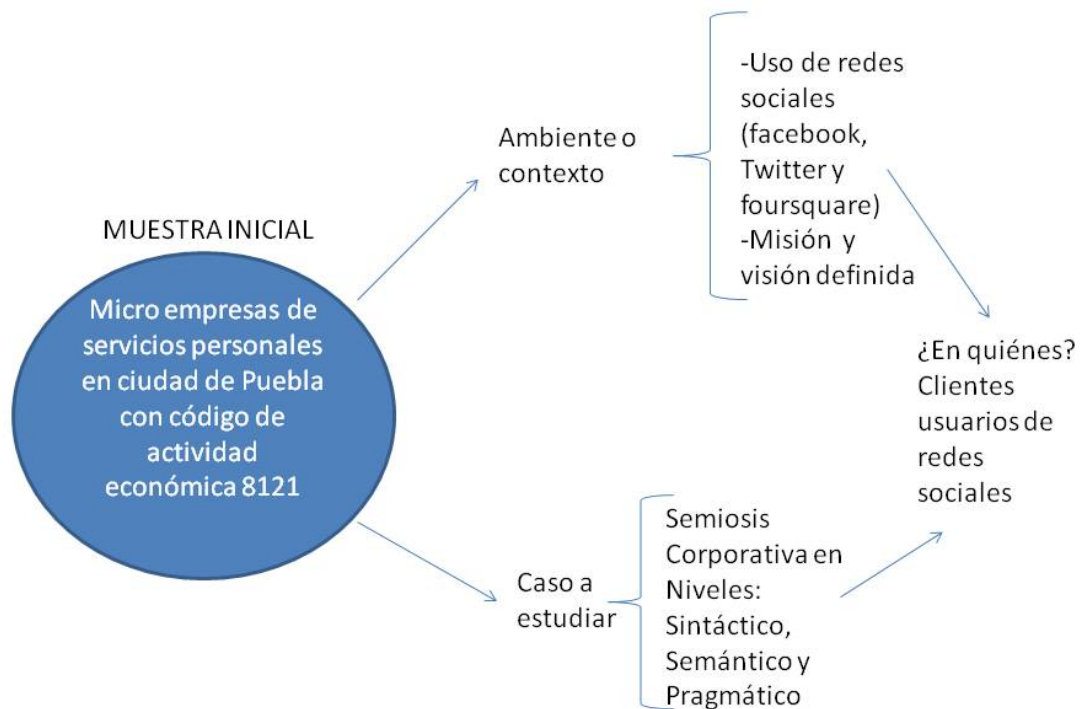 MUESTRA INICIAL
Micro empresas de
servicios personales
en ciudad de Puebla
con código de
actividad
económica 8121
Ambiente o
contexto
-Uso de redes
sociales
(facebook,
Twitter y
foursquare)
-Misión y
visión definida
Caso a
estudiar
Semiosis
Corporativa en
Niveles:
Sintáctico,
Semántico y
Pragmático
¿En quiénes?
Clientes
usuarios de
redes
sociales